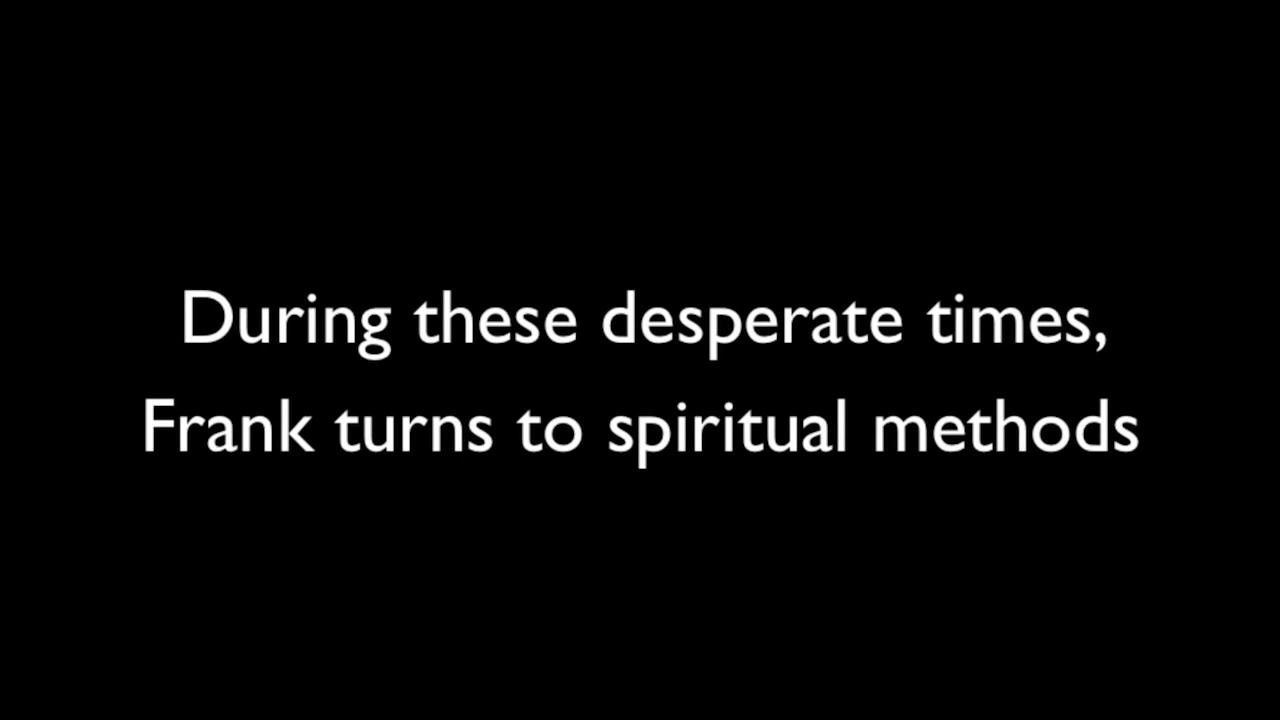 During these desperate times,
Frank turns to spiritual methods